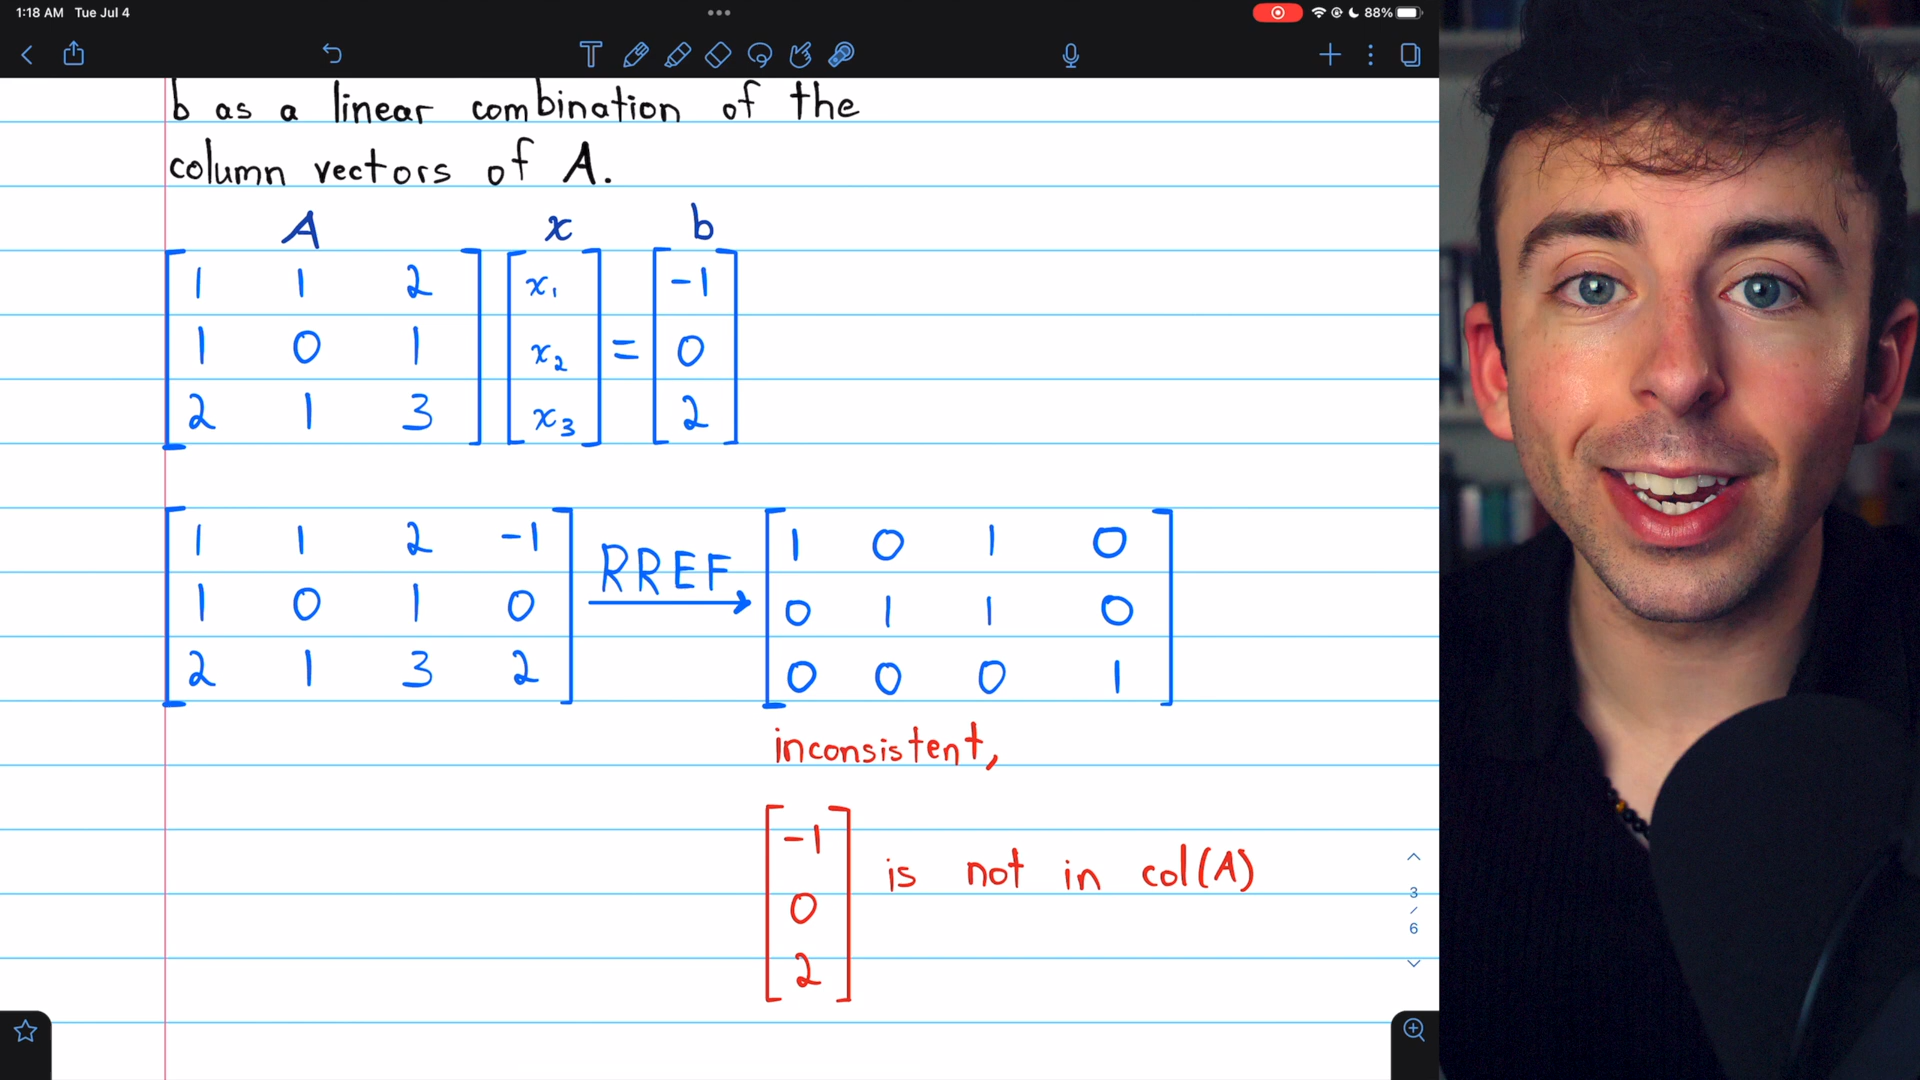 1:18 AM Tue Jul 4
88%
b as a linear combination of the
column vectors of A.
A x b
1 1 2 x₁ -1
1 0 1 x₂ = 0
2 1 3 x₃ 2
1 1 2 -1 RREF 1 0 1 0
1 0 1 0 0 1 1 0
2 1 3 2 0 0 0 1
inconsistent,
-1
0 is not in col(A)
2
3
/
6